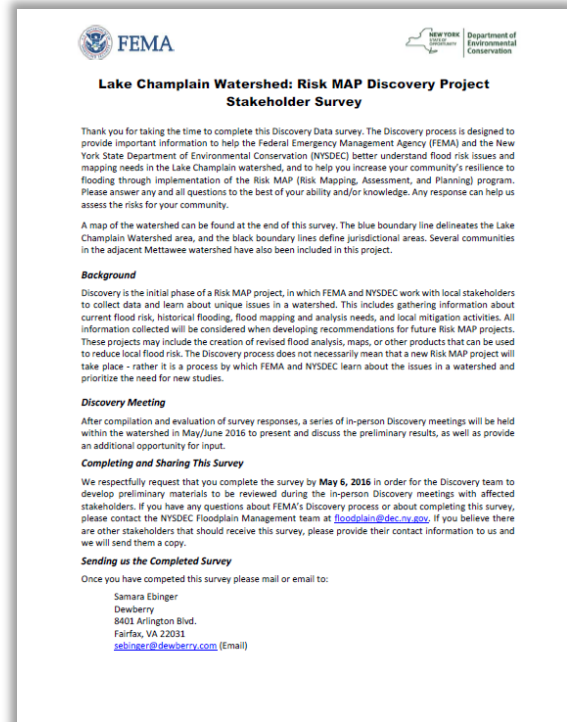 FEMA
NEW YORK
STATE OF
OPPORTUNITY
Department of
Environmental
Conservation
Lake Champlain Watershed: Risk MAP Discovery Project
Stakeholder Survey
Thank you for taking the time to complete this Discovery Data survey. The Discovery process is designed to
provide important information to help the Federal Emergency Management Agency (FEMA) and the New
York State Department of Environmental Conservation (NYSDEC) better understand flood risk issues and
mapping needs in the Lake Champlain watershed, and to help you increase your community's resilience to
flooding through implementation of the Risk MAP (Risk Mapping, Assessment, and Planning) program.
Please answer any and all questions to the best of your ability and/or knowledge. Any response can help us
assess the risks for your community.
A map of the watershed can be found at the end of this survey. The blue boundary line delineates the Lake
Champlain Watershed area, and the black boundary lines define jurisdictional areas. Several communities
in the adjacent Mettawee watershed have also been included in this project.
Background
Discovery is the initial phase of a Risk MAP project, in which FEMA and NYSDEC work with local stakeholders
to collect data and learn about unique issues in a watershed. This includes gathering information about
current flood risk, historical flooding, flood mapping and analysis needs, and local mitigation activities. All
information collected will be considered when developing recommendations for future Risk MAP projects.
These projects may include the creation of revised flood analysis, maps, or other products that can be used
to reduce local flood risk. The Discovery process does not necessarily mean that a new Risk MAP project will
take place - rather it is a process by which FEMA and NYSDEC learn about the issues in a watershed and
prioritize the need for new studies.
Discovery Meeting
After compilation and evaluation of survey responses, a series of in-person Discovery meetings will be held
within the watershed in May/June 2016 to present and discuss the preliminary results, as well as provide
an additional opportunity for input.
Completing and Sharing This Survey
We respectfully request that you complete the survey by May 6, 2016 in order for the Discovery team to
develop preliminary materials to be reviewed during the in-person Discovery meetings with affected
stakeholders. If you have any questions about FEMA's Discovery process or about completing this survey,
please contact the NYSDEC Floodplain Management team at floodplain@dec.ny.gov. If you believe there
are other stakeholders that should receive this survey, please provide their contact information to us and
we will send them a copy.
Sending us the Completed Survey
Once you have competed this survey please mail or email to:
Samara Ebinger
Dewberry
8401 Arlington Blvd.
Fairfax, VA 22031
sebinger@dewberry.com (Email)